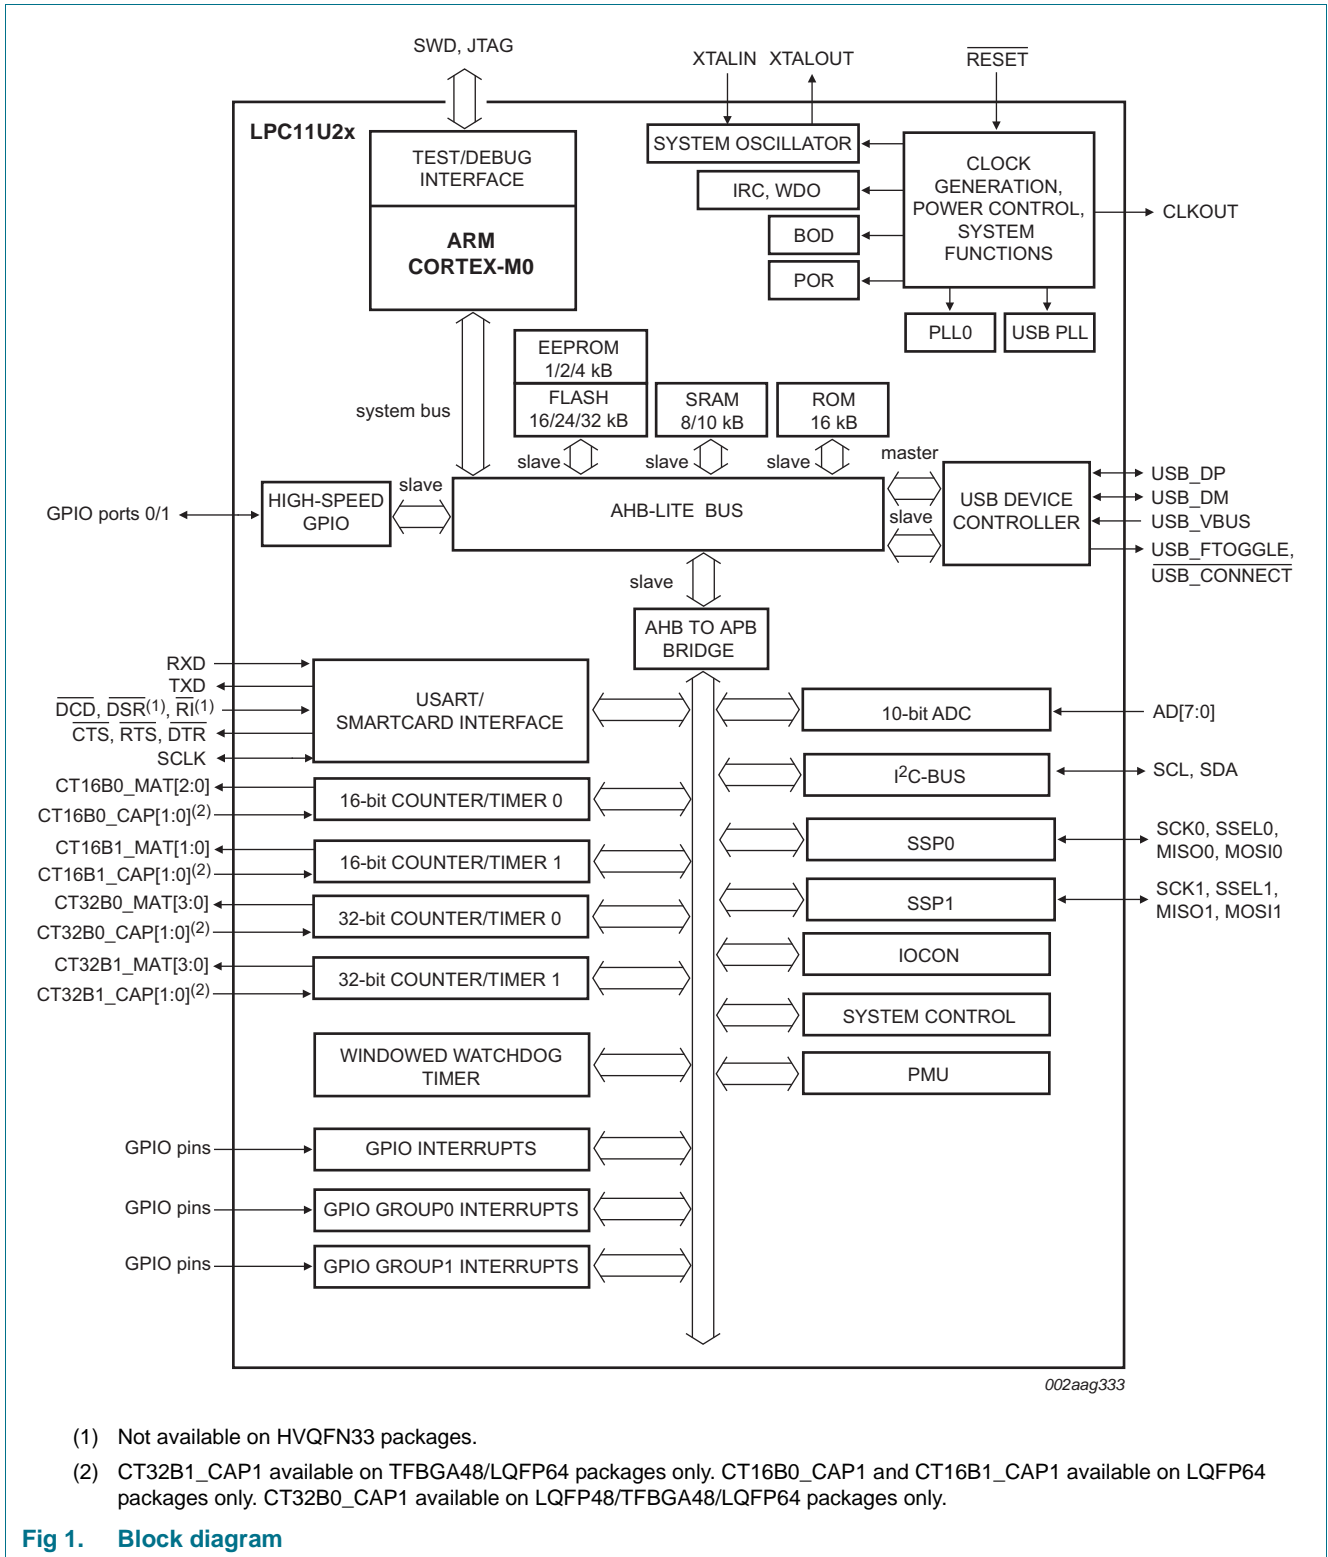 SWD, JTAG
XTALIN XTALOUT
RESET
LPC11U2x
TEST/DEBUG
INTERFACE
ARM
CORTEX-M0
SYSTEM OSCILLATOR
IRC, WDO
BOD
POR
CLOCK
GENERATION,
POWER CONTROL,
SYSTEM
FUNCTIONS
CLKOUT
PLL0
USB PLL
EEPROM
1/2/4 kB
FLASH
16/24/32 kB
SRAM
8/10 kB
ROM
16 kB
system bus
slave
slave
slave
master
slave
slave
GPIO ports 0/1
HIGH-SPEED
GPIO
AHB-LITE BUS
USB DEVICE
CONTROLLER
USB_DP
USB_DM
USB_VBUS
USB_FTOGGLE,
USB_CONNECT
slave
AHB TO APB
BRIDGE
RXD
TXD
DCD, DSR(1), RI(1)
CTS, RTS, DTR
SCLK
USART/
SMARTCARD INTERFACE
10-bit ADC
AD[7:0]
CT16B0_MAT[2:0]
CT16B0_CAP[1:0](2)
16-bit COUNTER/TIMER 0
I2C-BUS
SCL, SDA
CT16B1_MAT[1:0]
CT16B1_CAP[1:0](2)
16-bit COUNTER/TIMER 1
SSP0
SCK0, SSEL0,
MISO0, MOSI0
CT32B0_MAT[3:0]
CT32B0_CAP[1:0](2)
32-bit COUNTER/TIMER 0
SSP1
SCK1, SSEL1,
MISO1, MOSI1
CT32B1_MAT[3:0]
CT32B1_CAP[1:0](2)
32-bit COUNTER/TIMER 1
IOCON
SYSTEM CONTROL
WINDOWED WATCHDOG
TIMER
PMU
GPIO pins
GPIO INTERRUPTS
GPIO pins
GPIO GROUP0 INTERRUPTS
GPIO pins
GPIO GROUP1 INTERRUPTS
002aag333
(1) Not available on HVQFN33 packages.
(2) CT32B1_CAP1 available on TFBGA48/LQFP64 packages only. CT16B0_CAP1 and CT16B1_CAP1 available on LQFP64
packages only. CT32B0_CAP1 available on LQFP48/TFBGA48/LQFP64 packages only.
Fig 1. Block diagram